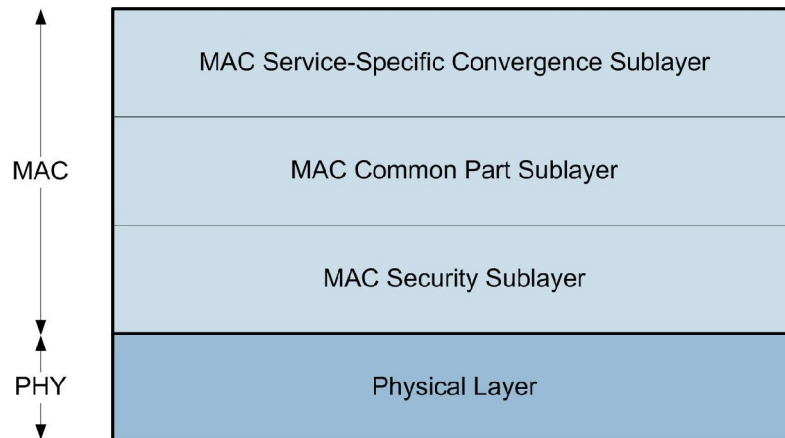 MAC Service-Specific Convergence Sublayer
MAC
MAC Common Part Sublayer
MAC Security Sublayer
PHY
Physical Layer